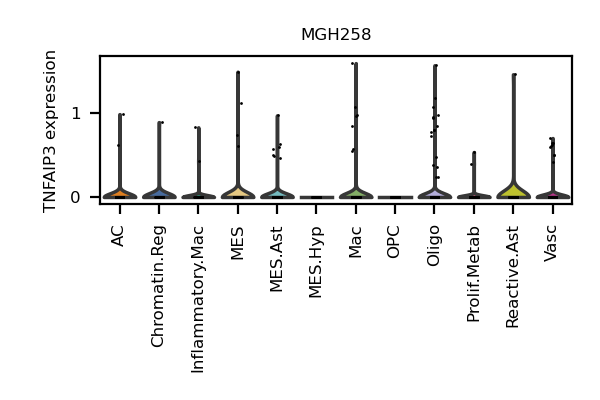 MGH258
TNFAIP3 expression
1
0
AC
Chromatin.Reg
Inflammatory.Mac
MES
MES.Ast
MES.Hyp
Mac
OPC
Oligo
Prolif.Metab
Reactive.Ast
Vasc